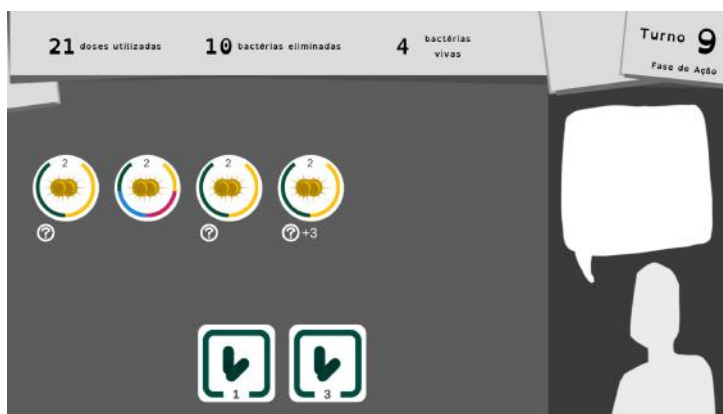 21 doses utilizadas
10 bactérias eliminadas
4 bactérias
vivas
Turno 9
Fase de Ação
2
2
2
2
?
?
? +3
1
3